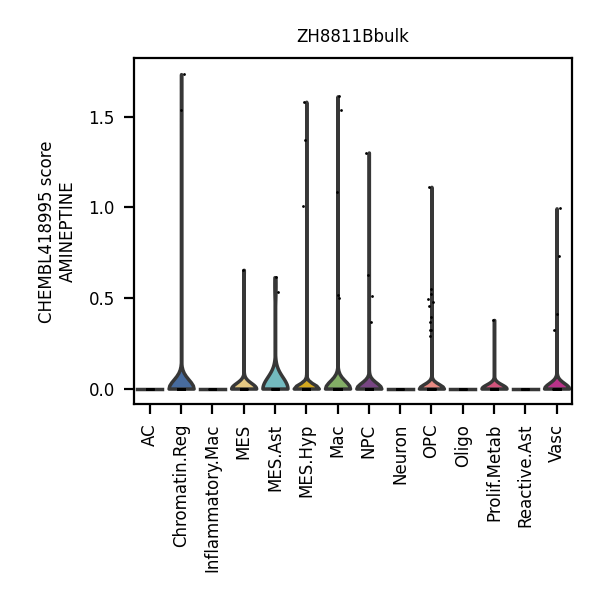 ZH8811Bbulk
CHEMBL418995 score
AMINEPTINE
1.5
1.0
0.5
0.0
AC
Chromatin.Reg
Inflammatory.Mac
MES
MES.Ast
MES.Hyp
Mac
NPC
Neuron
OPC
Oligo
Prolif.Metab
Reactive.Ast
Vasc